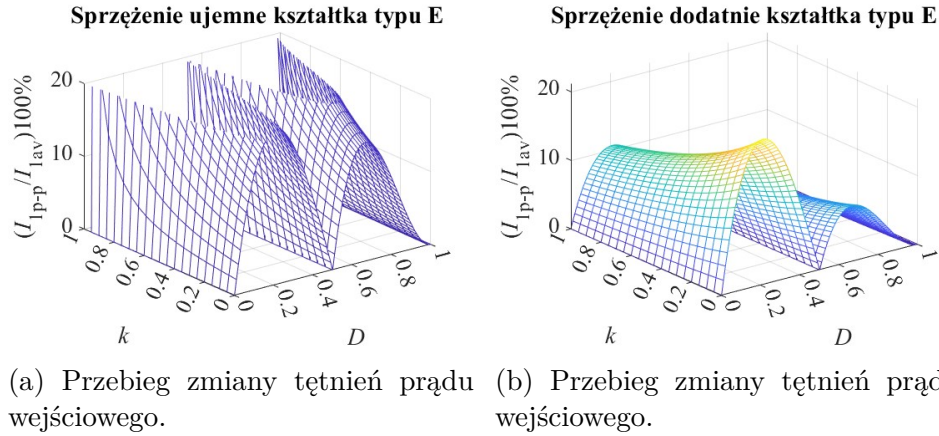 Sprzężenie ujemne kształtka typu E
Sprzężenie dodatnie kształtka typu E
(I1p-p/I1av)100%
20
10
0
1
0.8
0.6
0.4
0.2
0
k
0
0.2
0.4
0.6
0.8
1
D
(I1p-p/I1av)100%
20
10
0
1
0.8
0.6
0.4
0.2
0
k
0
0.2
0.4
0.6
0.8
1
D
(a) Przebieg zmiany tętnień prądu
wejściowego.
(b) Przebieg zmiany tętnień prąd
wejściowego.